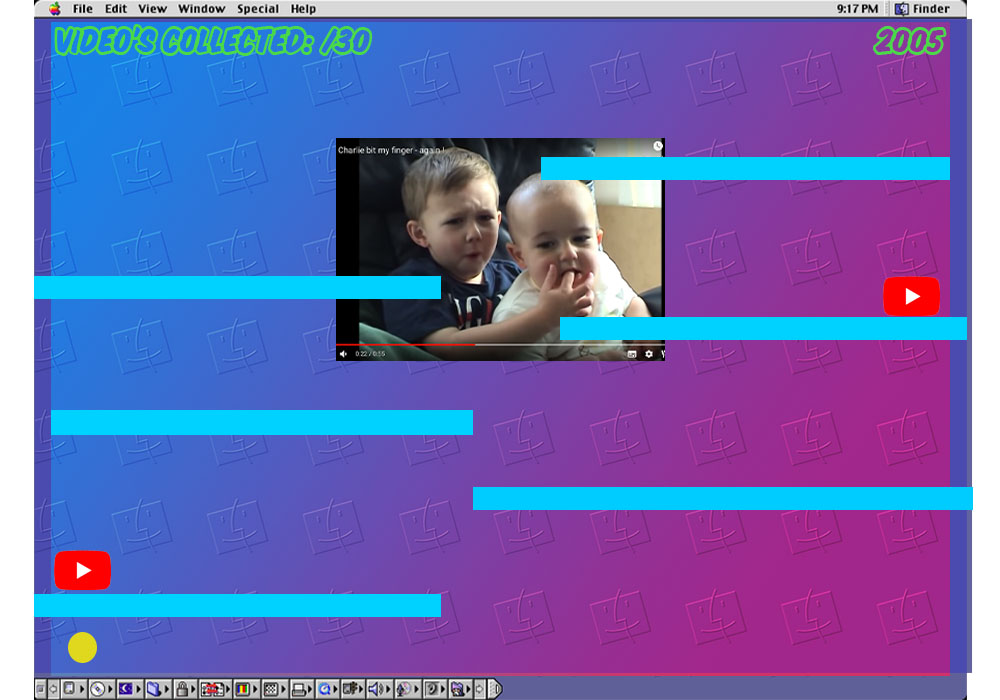 File Edit View Window Special Help 9:17 PM Finder
VIDEO'S COLLECTED: /30 2005
Charlie bit my finger - again !
0:22 / 0:55